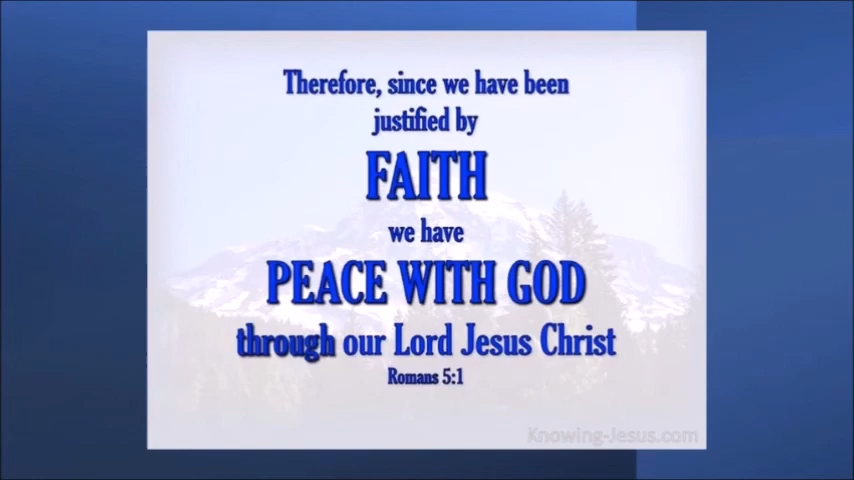 Therefore, since we have been
justified by
FAITH
we have
PEACE WITH GOD
through our Lord Jesus Christ
Romans 5:1
Knowing-Jesus.com